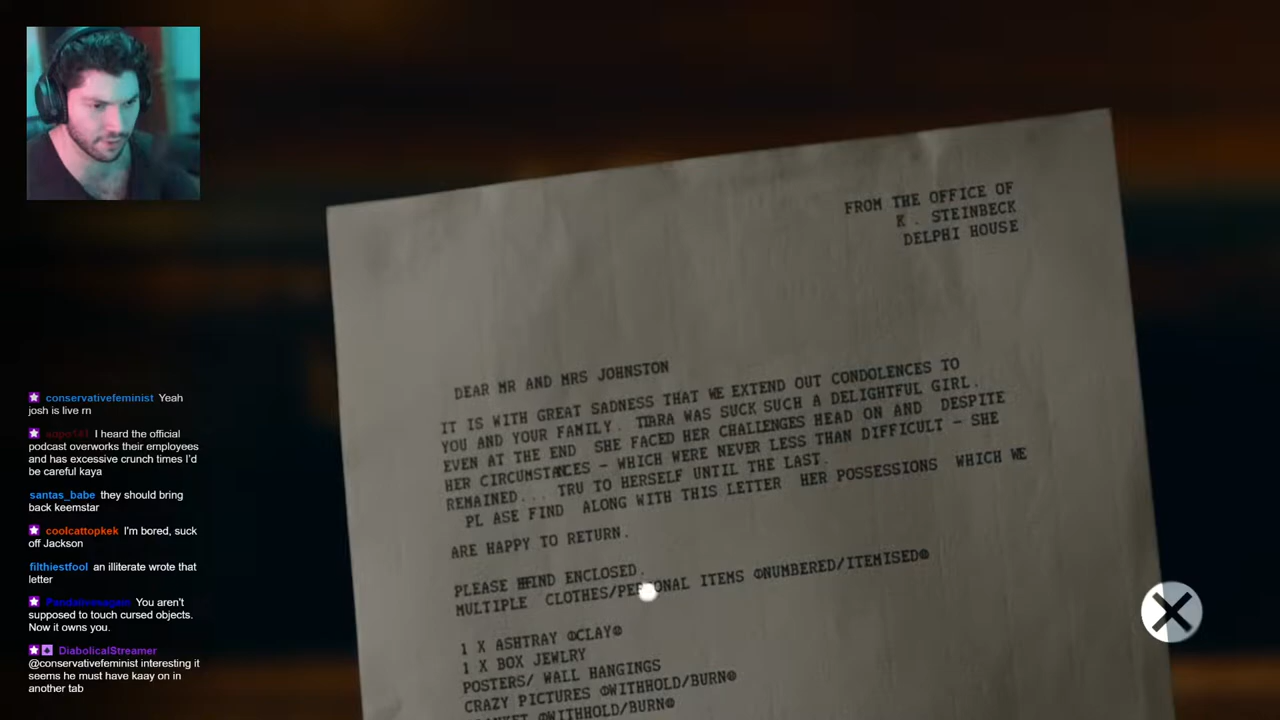 FROM THE OFFICE OF
K . STEINBECK
DELPHI HOUSE
DEAR MR AND MRS JOHNSTON
IT IS WITH GREAT SADNESS THAT WE EXTEND OUT CONDOLENCES TO
YOU AND YOUR FAMILY. WAS SUCK SUCH A DELIGHTFUL GIRL.
EVEN AT THE END SHE FACED HER CHALLENGES HEAD ON AND DESPITE
HER CIRCUMSTANCES - WHICH WERE NEVER LESS THAN DIFFICULT - SHE
REMAINED... TRU TO HERSELF UNTIL THE LAST.
PL ASE FIND ALONG WITH THIS LETTER HER POSSESSIONS WHICH WE
ARE HAPPY TO RETURN.
PLEASE ENCLOSED.
MULTIPLE CLOTHES/ ITEMS NUMBERED/ITEMISED
1 X ASHTRAY CLAY
1 X BOX JEWLRY
POSTERS/ WALL HANGINGS
CRAZY PICTURES WITHHOLD/BURN
WITHHOLD/BURN
conservativefeminist Yeah
josh is live rn
I heard the official
podcast overworks their employees
and has excessive crunch times I'd
be careful kaya
santas_babe they should bring
back keemstar
coolcattopkek I'm bored, suck
off Jackson
filthiestfool an illiterate wrote that
letter
You aren't
supposed to touch cursed objects.
Now it owns you.
DiabolicalStreamer
@conservativefeminist interesting it
seems he must have kaay on in
another tab